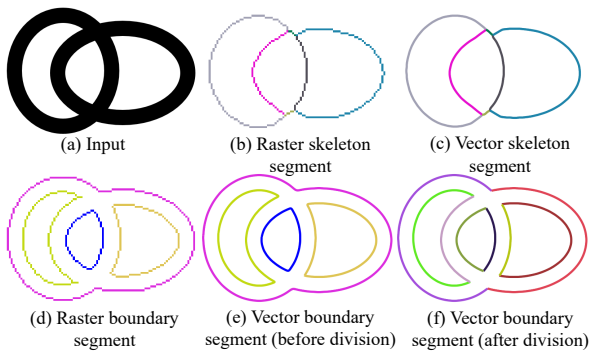 (a) Input
(b) Raster skeleton
segment
(c) Vector skeleton
segment
(d) Raster boundary
segment
(e) Vector boundary
segment (before division)
(f) Vector boundary
segment (after division)